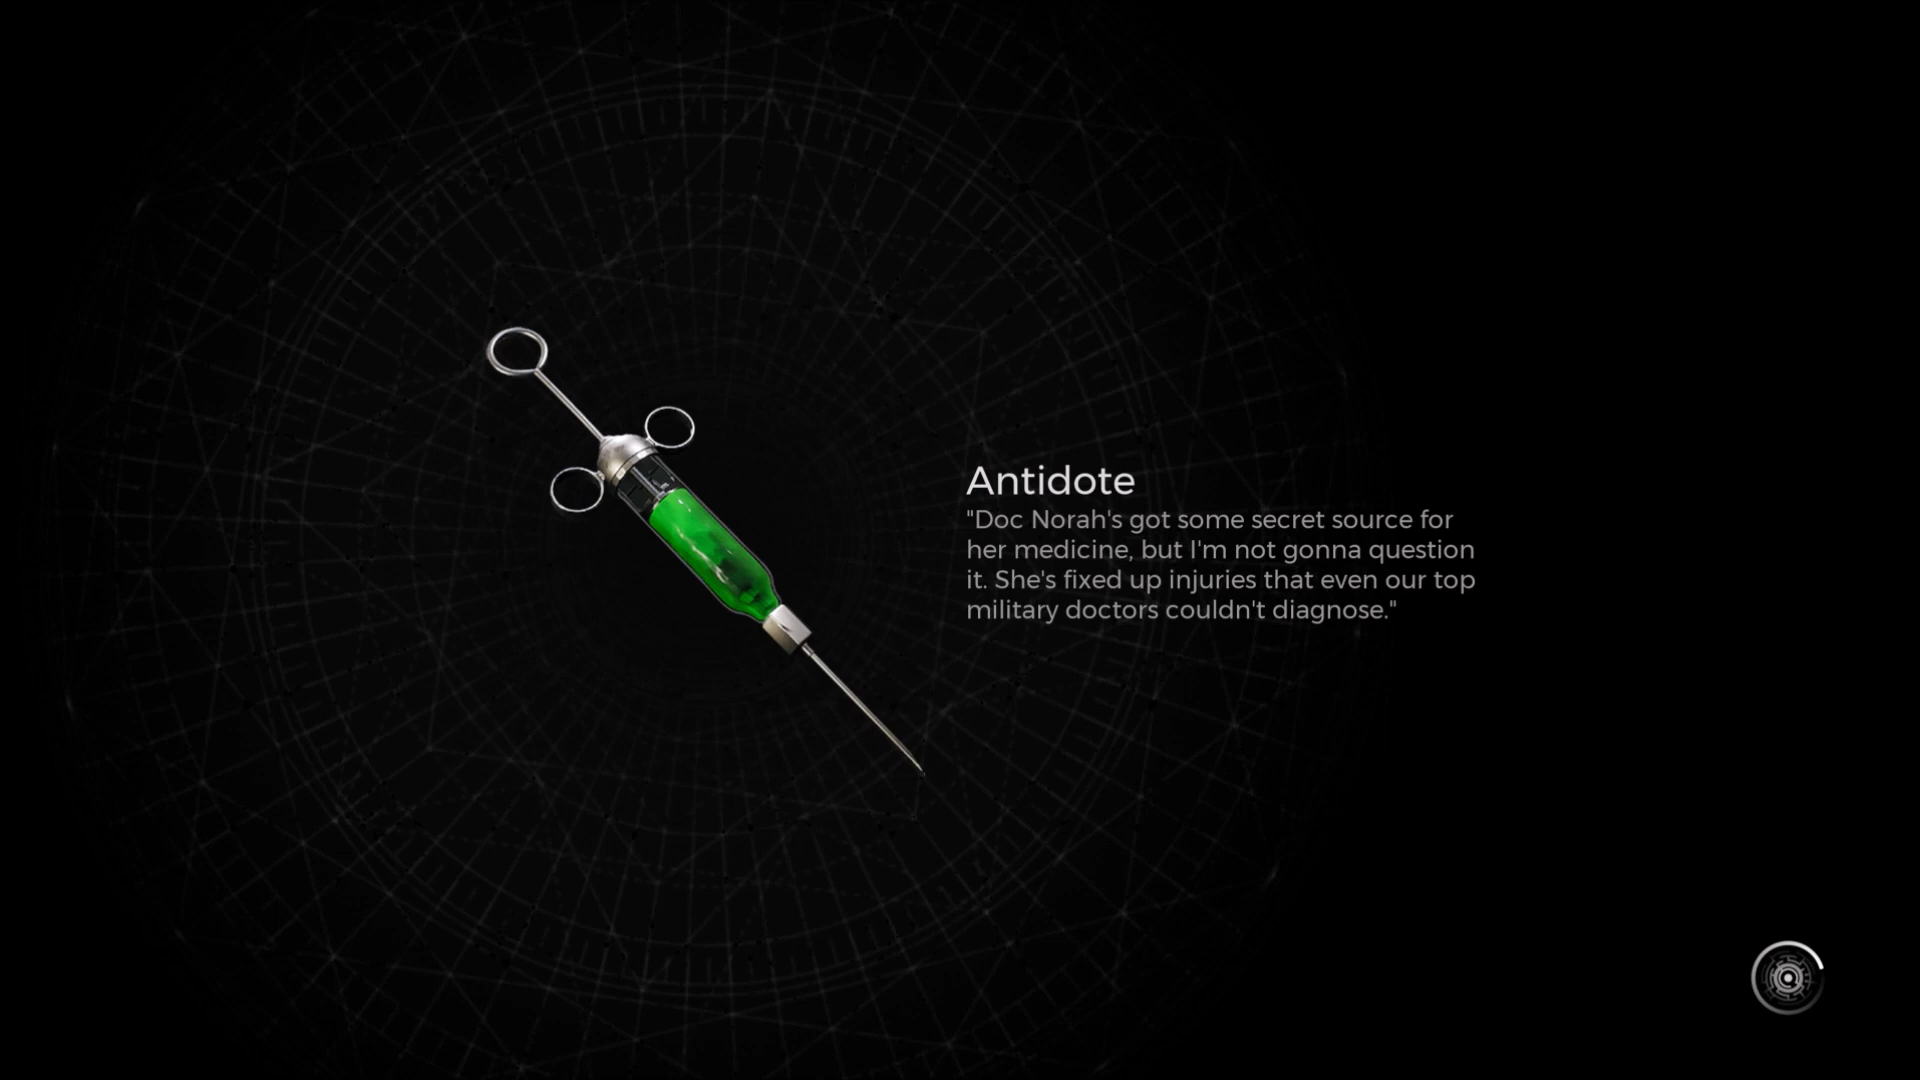 Antidote
"Doc Norah's got some secret source for
her medicine, but I'm not gonna question
it. She's fixed up injuries that even our top
military doctors couldn't diagnose."